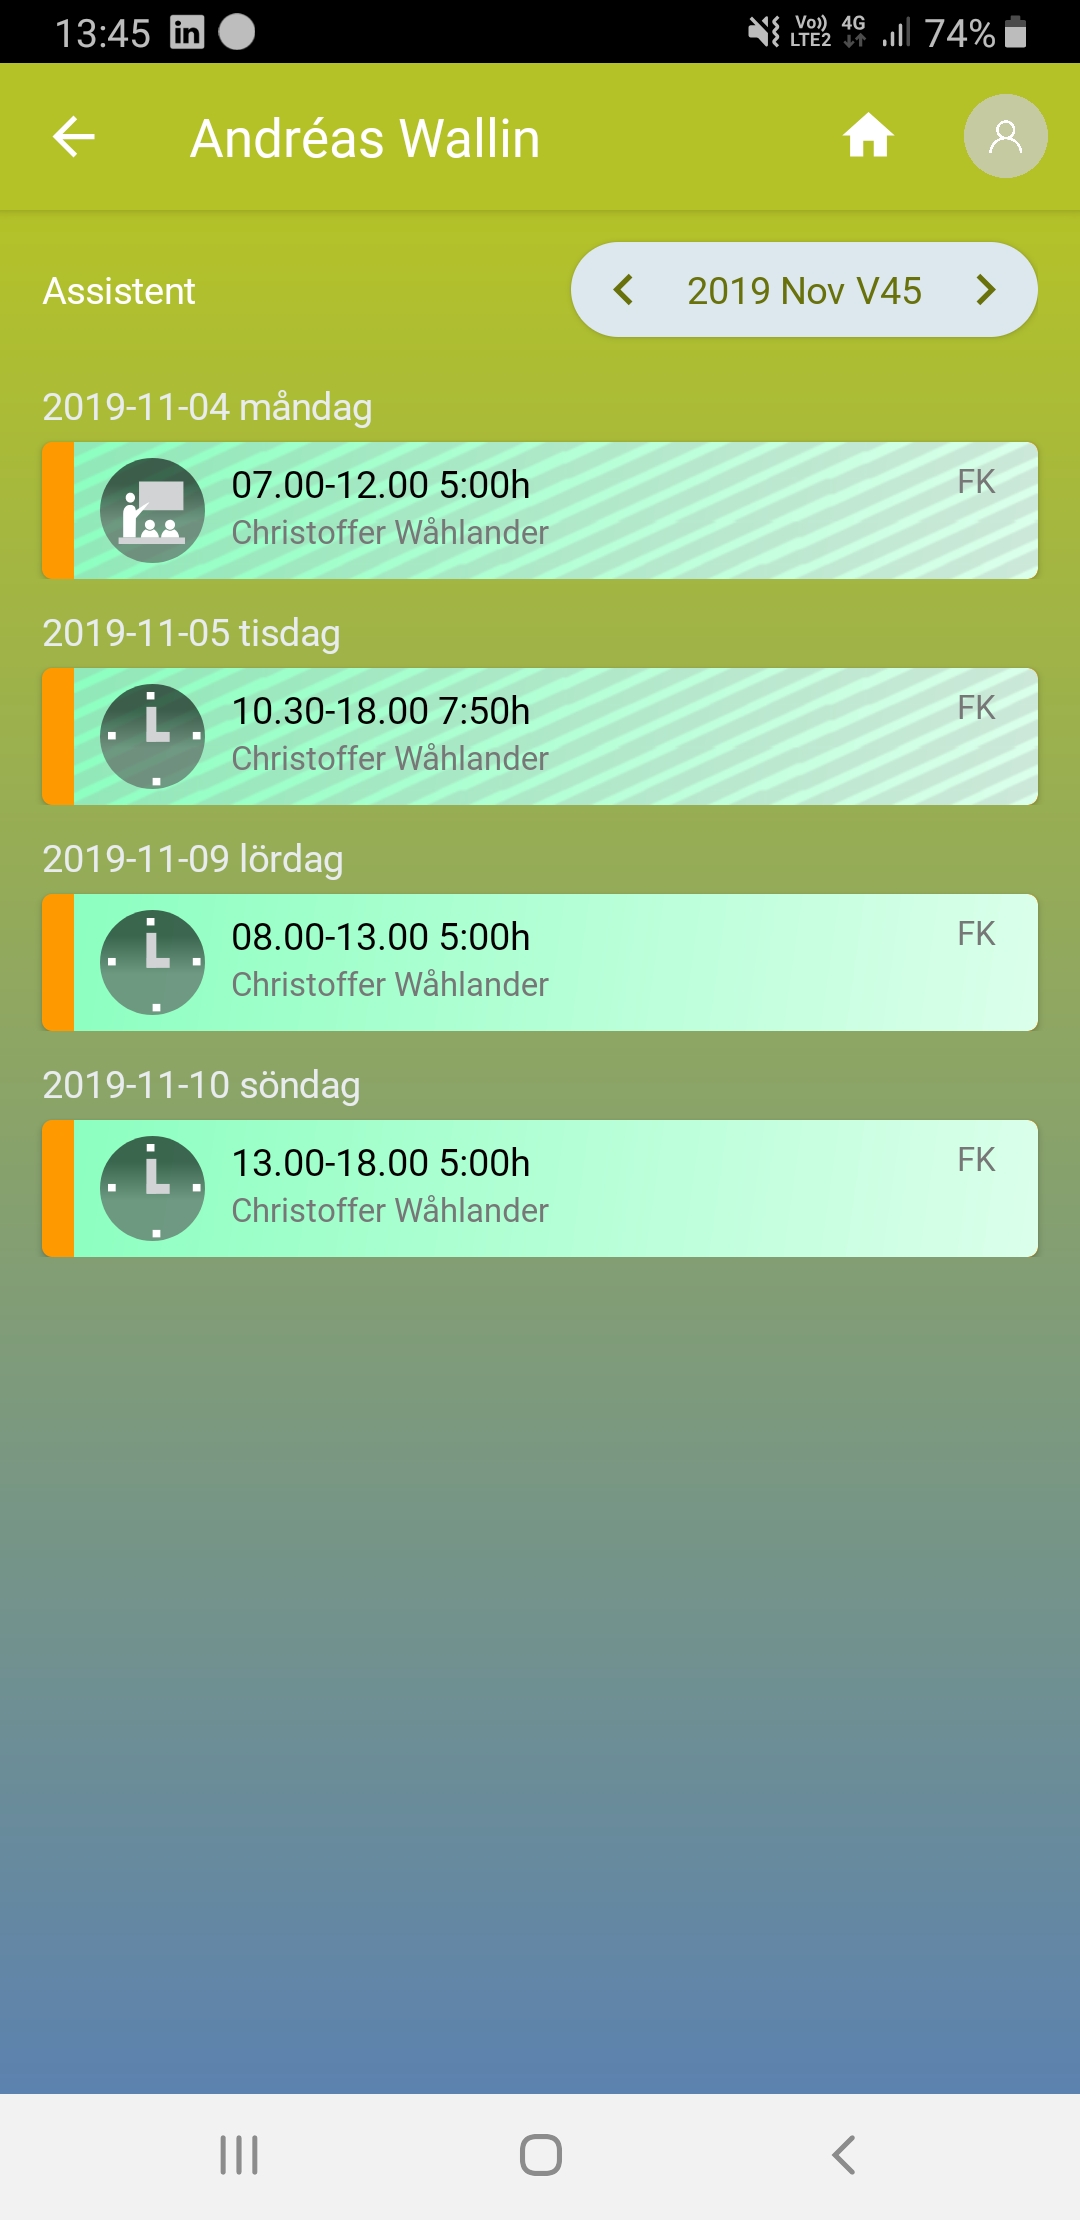 13:45 in Vo)) LTE2 4G 74%
Andréas Wallin
Assistent 2019 Nov V45
2019-11-04 måndag
07.00-12.00 5:00h FK
Christoffer Wåhlander
2019-11-05 tisdag
10.30-18.00 7:50h FK
Christoffer Wåhlander
2019-11-09 lördag
08.00-13.00 5:00h FK
Christoffer Wåhlander
2019-11-10 söndag
13.00-18.00 5:00h FK
Christoffer Wåhlander